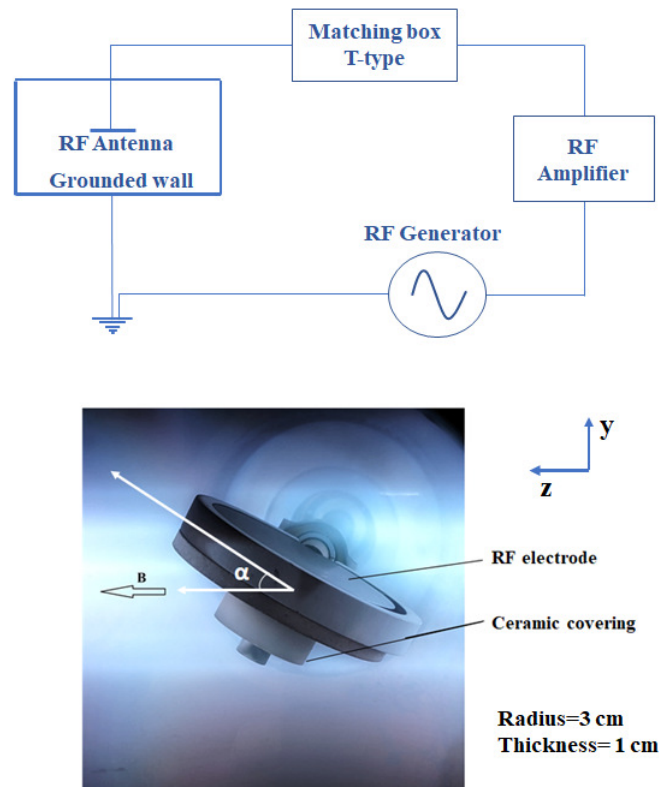 Matching box
T-type
RF Antenna
Grounded wall
RF
Amplifier
RF Generator
y
z
B
α
RF electrode
Ceramic covering
Radius=3 cm
Thickness= 1 cm